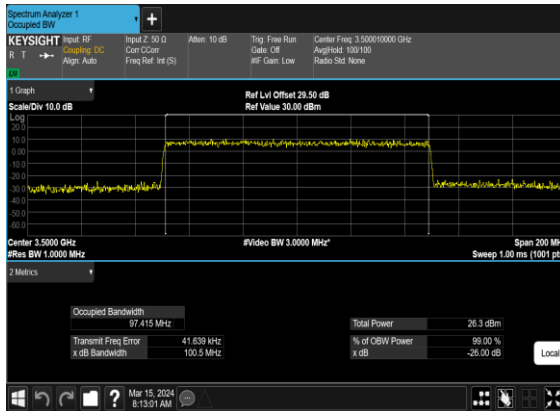 Spectrum Analyzer 1
Occupied BW
KEYSIGHT Input: RF Input Z: 50 Ω Atten: 10 dB Trig: Free Run Center Freq: 3.500010000 GHz
R T Coupling: DC Corr CCorr Gate: Off Avg|Hold: 100/100
Align: Auto Freq Ref: Int (S) #IF Gain: Low Radio Std: None
LXI
1 Graph
Ref Lvl Offset 29.50 dB
Scale/Div 10.0 dB Ref Value 30.00 dBm
Log
20.0
10.0
0.00
-10.0
-20.0
-30.0
-40.0
-50.0
-60.0
Center 3.5000 GHz #Video BW 3.0000 MHz* Span 200 MH
#Res BW 1.0000 MHz Sweep 1.00 ms (1001 pt
2 Metrics
Occupied Bandwidth
97.415 MHz Total Power 26.3 dBm
Transmit Freq Error 41.639 kHz % of OBW Power 99.00 %
x dB Bandwidth 100.5 MHz x dB -26.00 dB
Local
Mar 15, 2024
8:13:01 AM